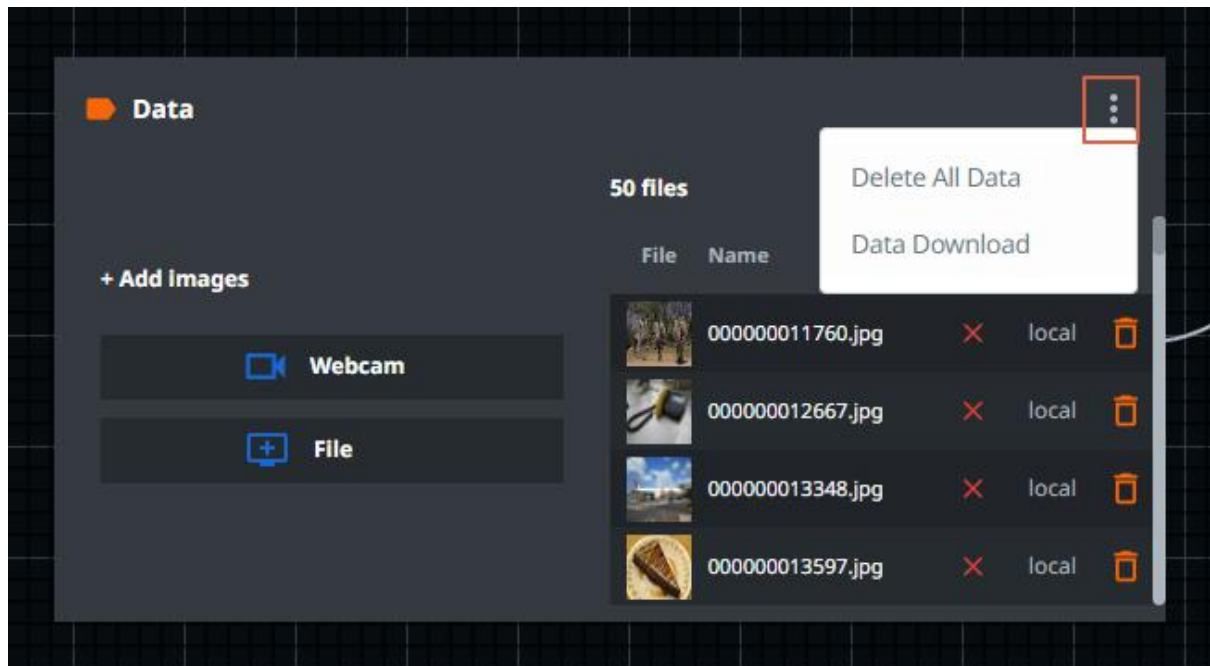 Data
50 files
Delete All Data
Data Download
File Name
+ Add Images
Webcam
File
000000011760.jpg local
000000012667.jpg local
000000013348.jpg local
000000013597.jpg local